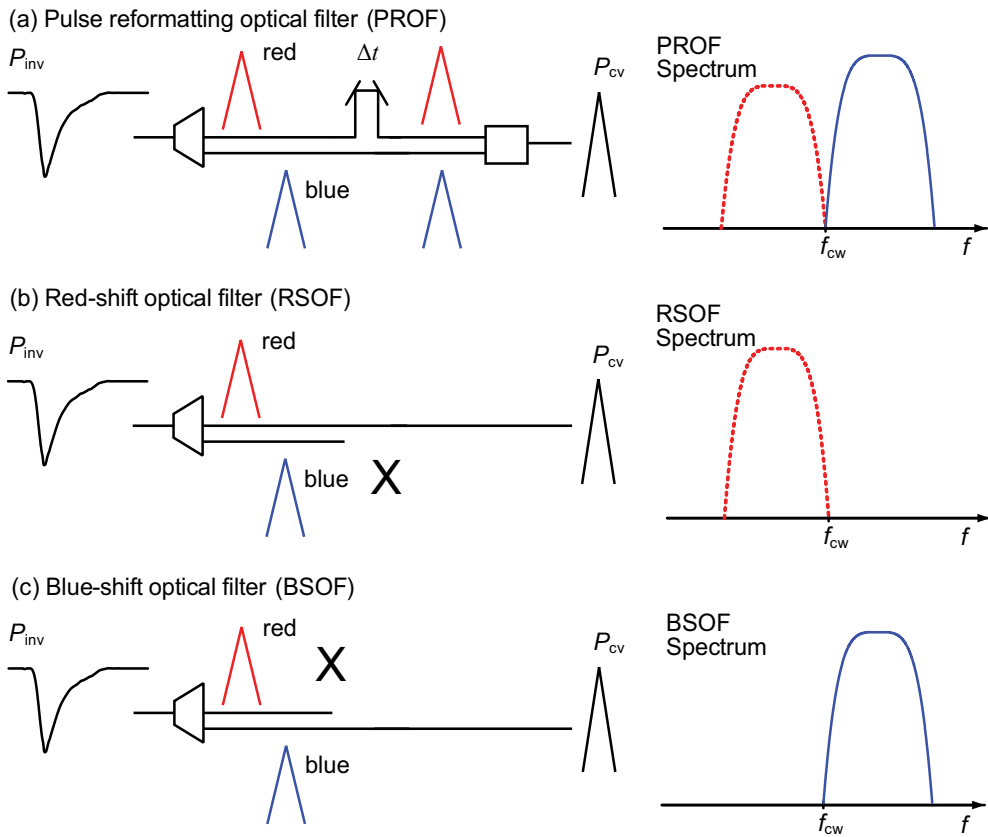 (a) Pulse reformatting optical filter (PROF)
Pinv
red
Δt
blue
Pcv
PROF
Spectrum
fcw
f
(b) Red-shift optical filter (RSOF)
Pinv
red
blue
X
Pcv
RSOF
Spectrum
fcw
f
(c) Blue-shift optical filter (BSOF)
Pinv
red
X
blue
Pcv
BSOF
Spectrum
fcw
f